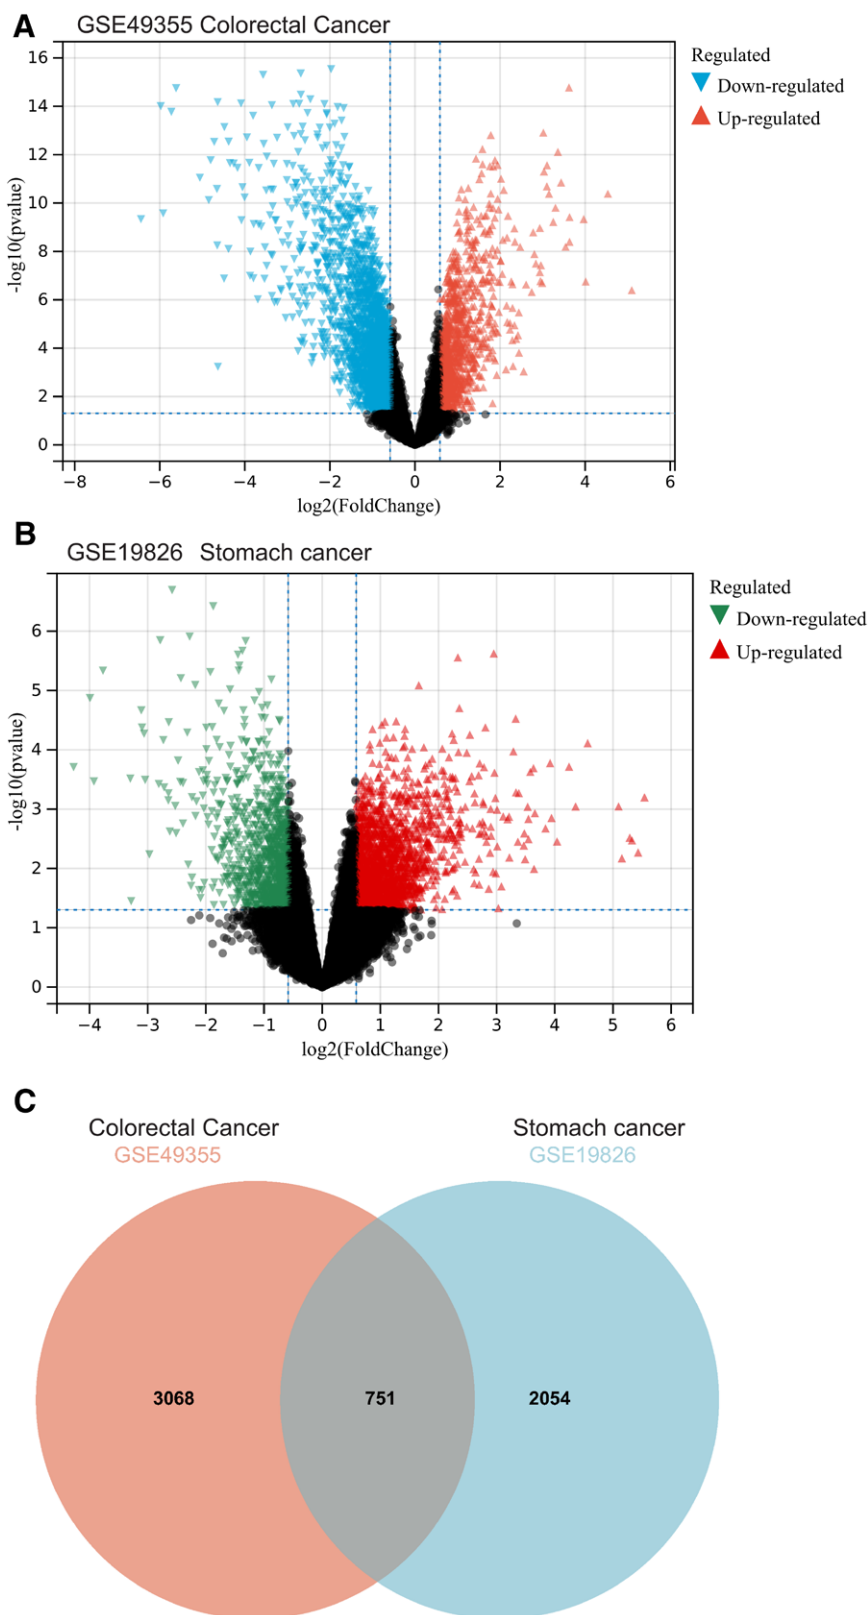 A
GSE49355 Colorectal Cancer
Regulated
Down-regulated
Up-regulated
16
14
12
10
8
6
4
2
0
-log10(pvalue)
−8 −6 −4 −2 0 2 4 6
log2(FoldChange)
B
GSE19826 Stomach cancer
Regulated
Down-regulated
Up-regulated
6
5
4
3
2
1
0
-log10(pvalue)
−4 −3 −2 −1 0 1 2 3 4 5 6
log2(FoldChange)
C
Colorectal Cancer
GSE49355
Stomach cancer
GSE19826
3068
751
2054